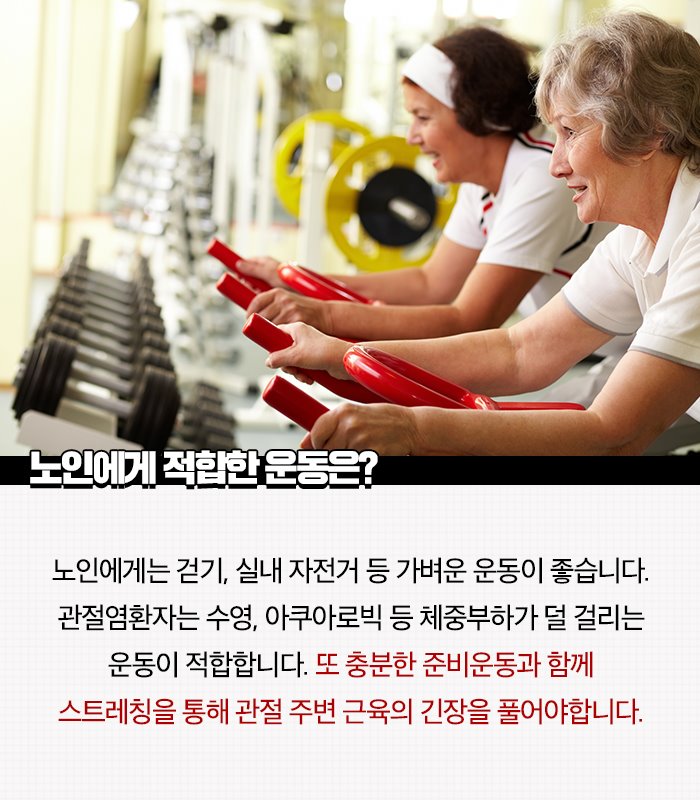 노인에게 적합한 운동은?
노인에게는 걷기, 실내 자전거 등 가벼운 운동이 좋습니다.
관절염환자는 수영, 아쿠아로빅 등 체중부하가 덜 걸리는
운동이 적합합니다. 또 충분한 준비운동과 함께
스트레칭을 통해 관절 주변 근육의 긴장을 풀어야합니다.